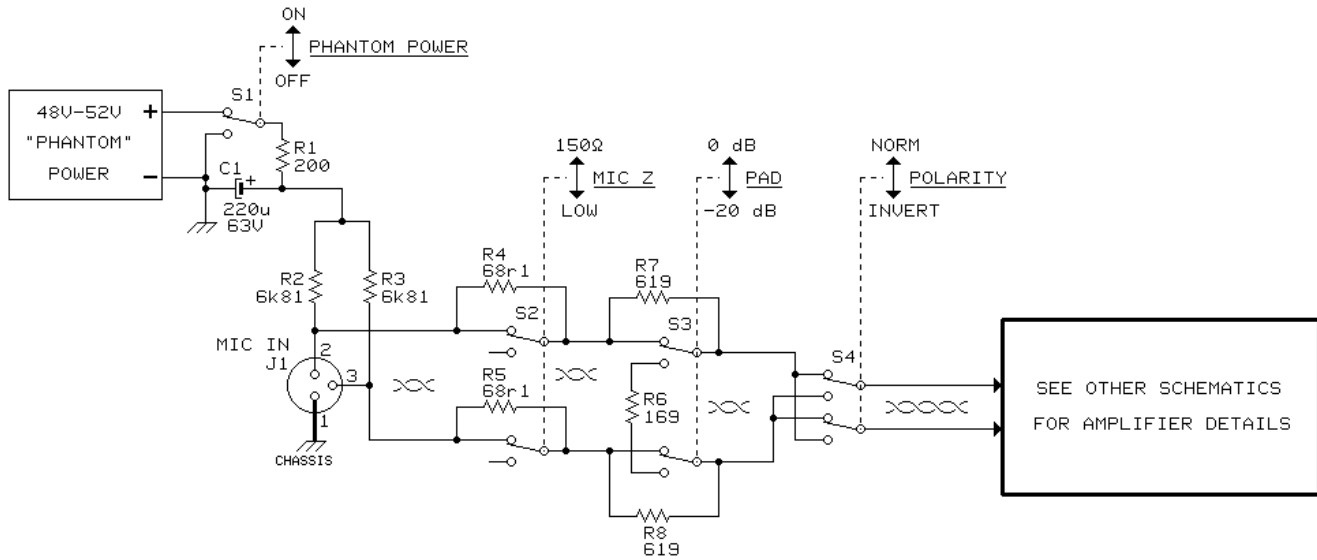 ON
PHANTOM POWER
OFF
48V-52V +
"PHANTOM"
POWER -
S1
R1
200
C1 +
220u
63V
150Ω
MIC Z
LOW
0 dB
PAD
-20 dB
NORM
POLARITY
INVERT
R2
6k81
R3
6k81
R4
68r1
R7
619
S2
S3
S4
MIC IN
J1
2
3
1
CHASSIS
R5
68r1
R6
169
R8
619
SEE OTHER SCHEMATICS
FOR AMPLIFIER DETAILS